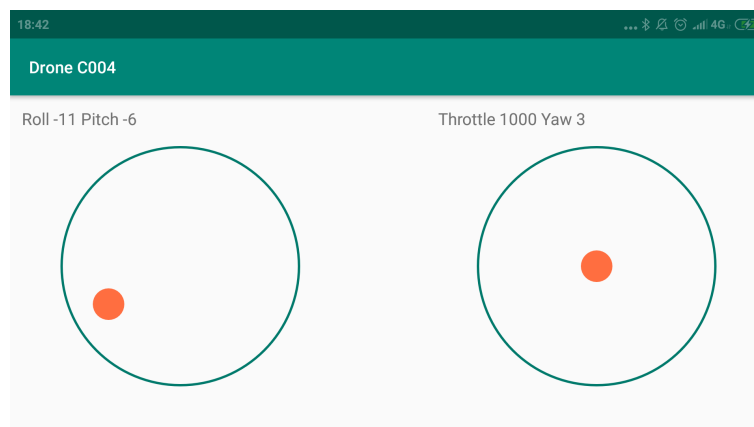 18:42
4G
Drone C004
Roll -11 Pitch -6
Throttle 1000 Yaw 3